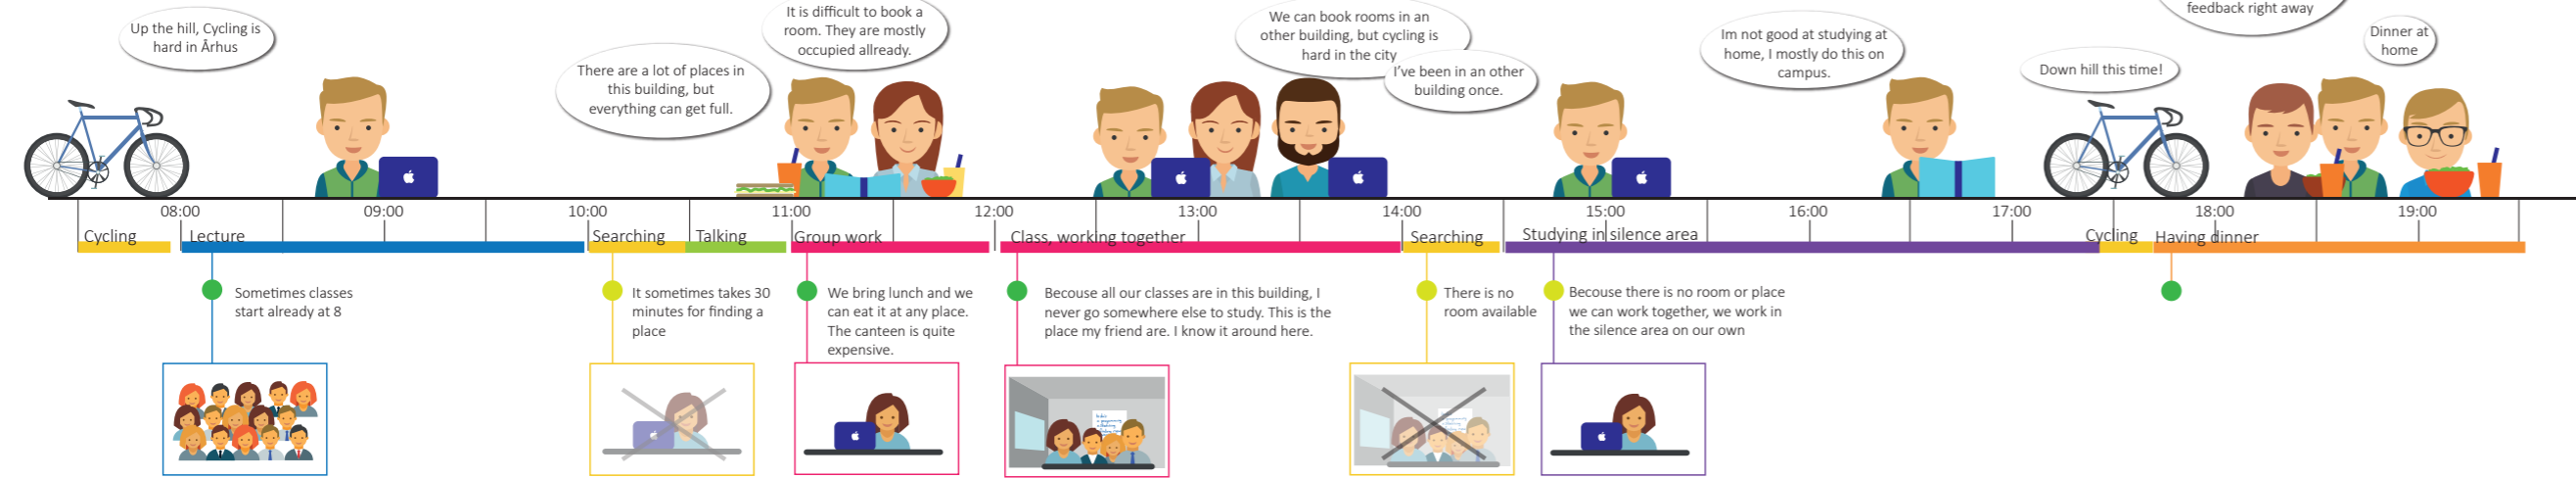 Up the hill, Cycling is
hard in Århus
There are a lot of places in
this building, but
everything can get full.
It is difficult to book a
room. They are mostly
occupied allready.
We can book rooms in an
other building, but cycling is
hard in the city
I've been in an other
building once.
Im not good at studying at
home, I mostly do this on
campus.
Down hill this time!
feedback right away
Dinner at
home
08:00
09:00
10:00
11:00
12:00
13:00
14:00
15:00
16:00
17:00
18:00
19:00
Cycling
Lecture
Searching
Talking
Group work
Class, working together
Searching
Studying in silence area
Cycling
Having dinner
Sometimes classes
start already at 8
It sometimes takes 30
minutes for finding a
place
We bring lunch and we
can eat it at any place.
The canteen is quite
expensive.
Becouse all our classes are in this building, I
never go somewhere else to study. This is the
place my friend are. I know it around here.
There is no
room available
Becouse there is no room or place
we can work together, we work in
the silence area on our own